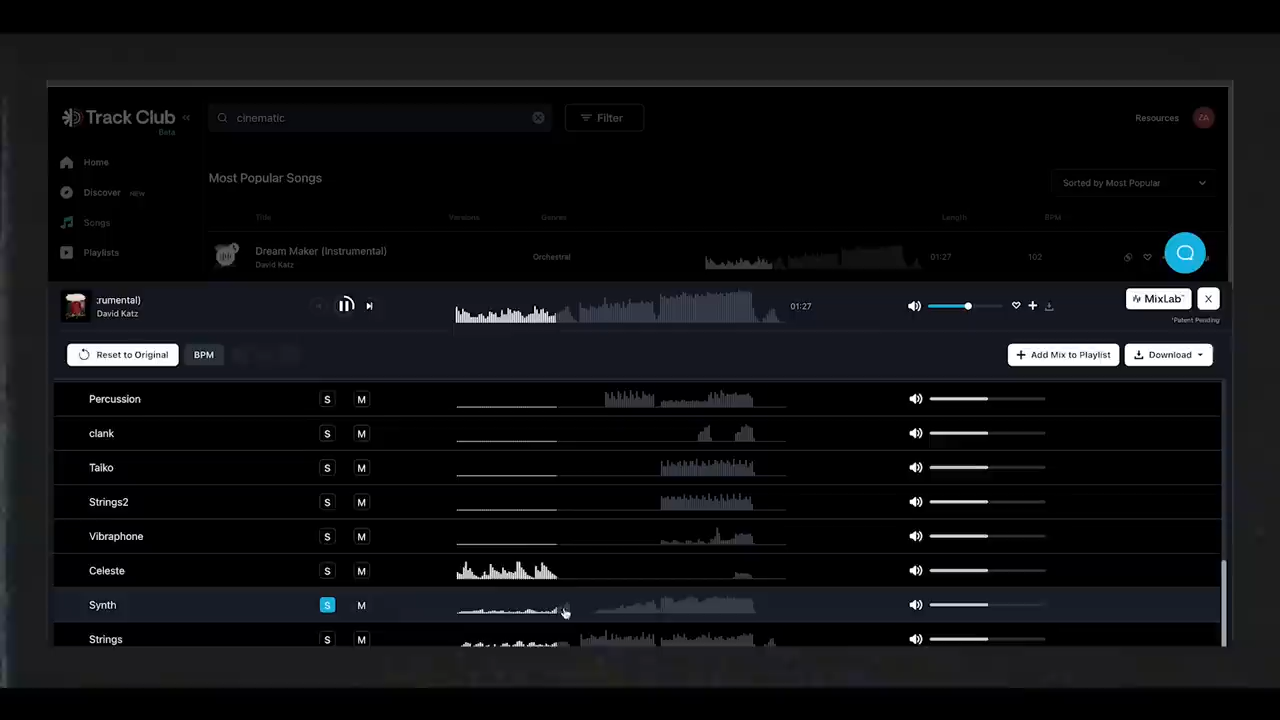 Track Club
Beta
cinematic
Filter
Resources
ZA
Home
Discover NEW
Songs
Playlists
Most Popular Songs
Sorted by Most Popular
Title
Versions
Genres
Length
BPM
Dream Maker (Instrumental)
David Katz
Orchestral
01:27
102
:rumental)
David Katz
01:27
MixLab™
*Patent Pending
Reset to Original
BPM
Add Mix to Playlist
Download
Percussion S M
clank S M
Taiko S M
Strings2 S M
Vibraphone S M
Celeste S M
Synth S M
Strings S M